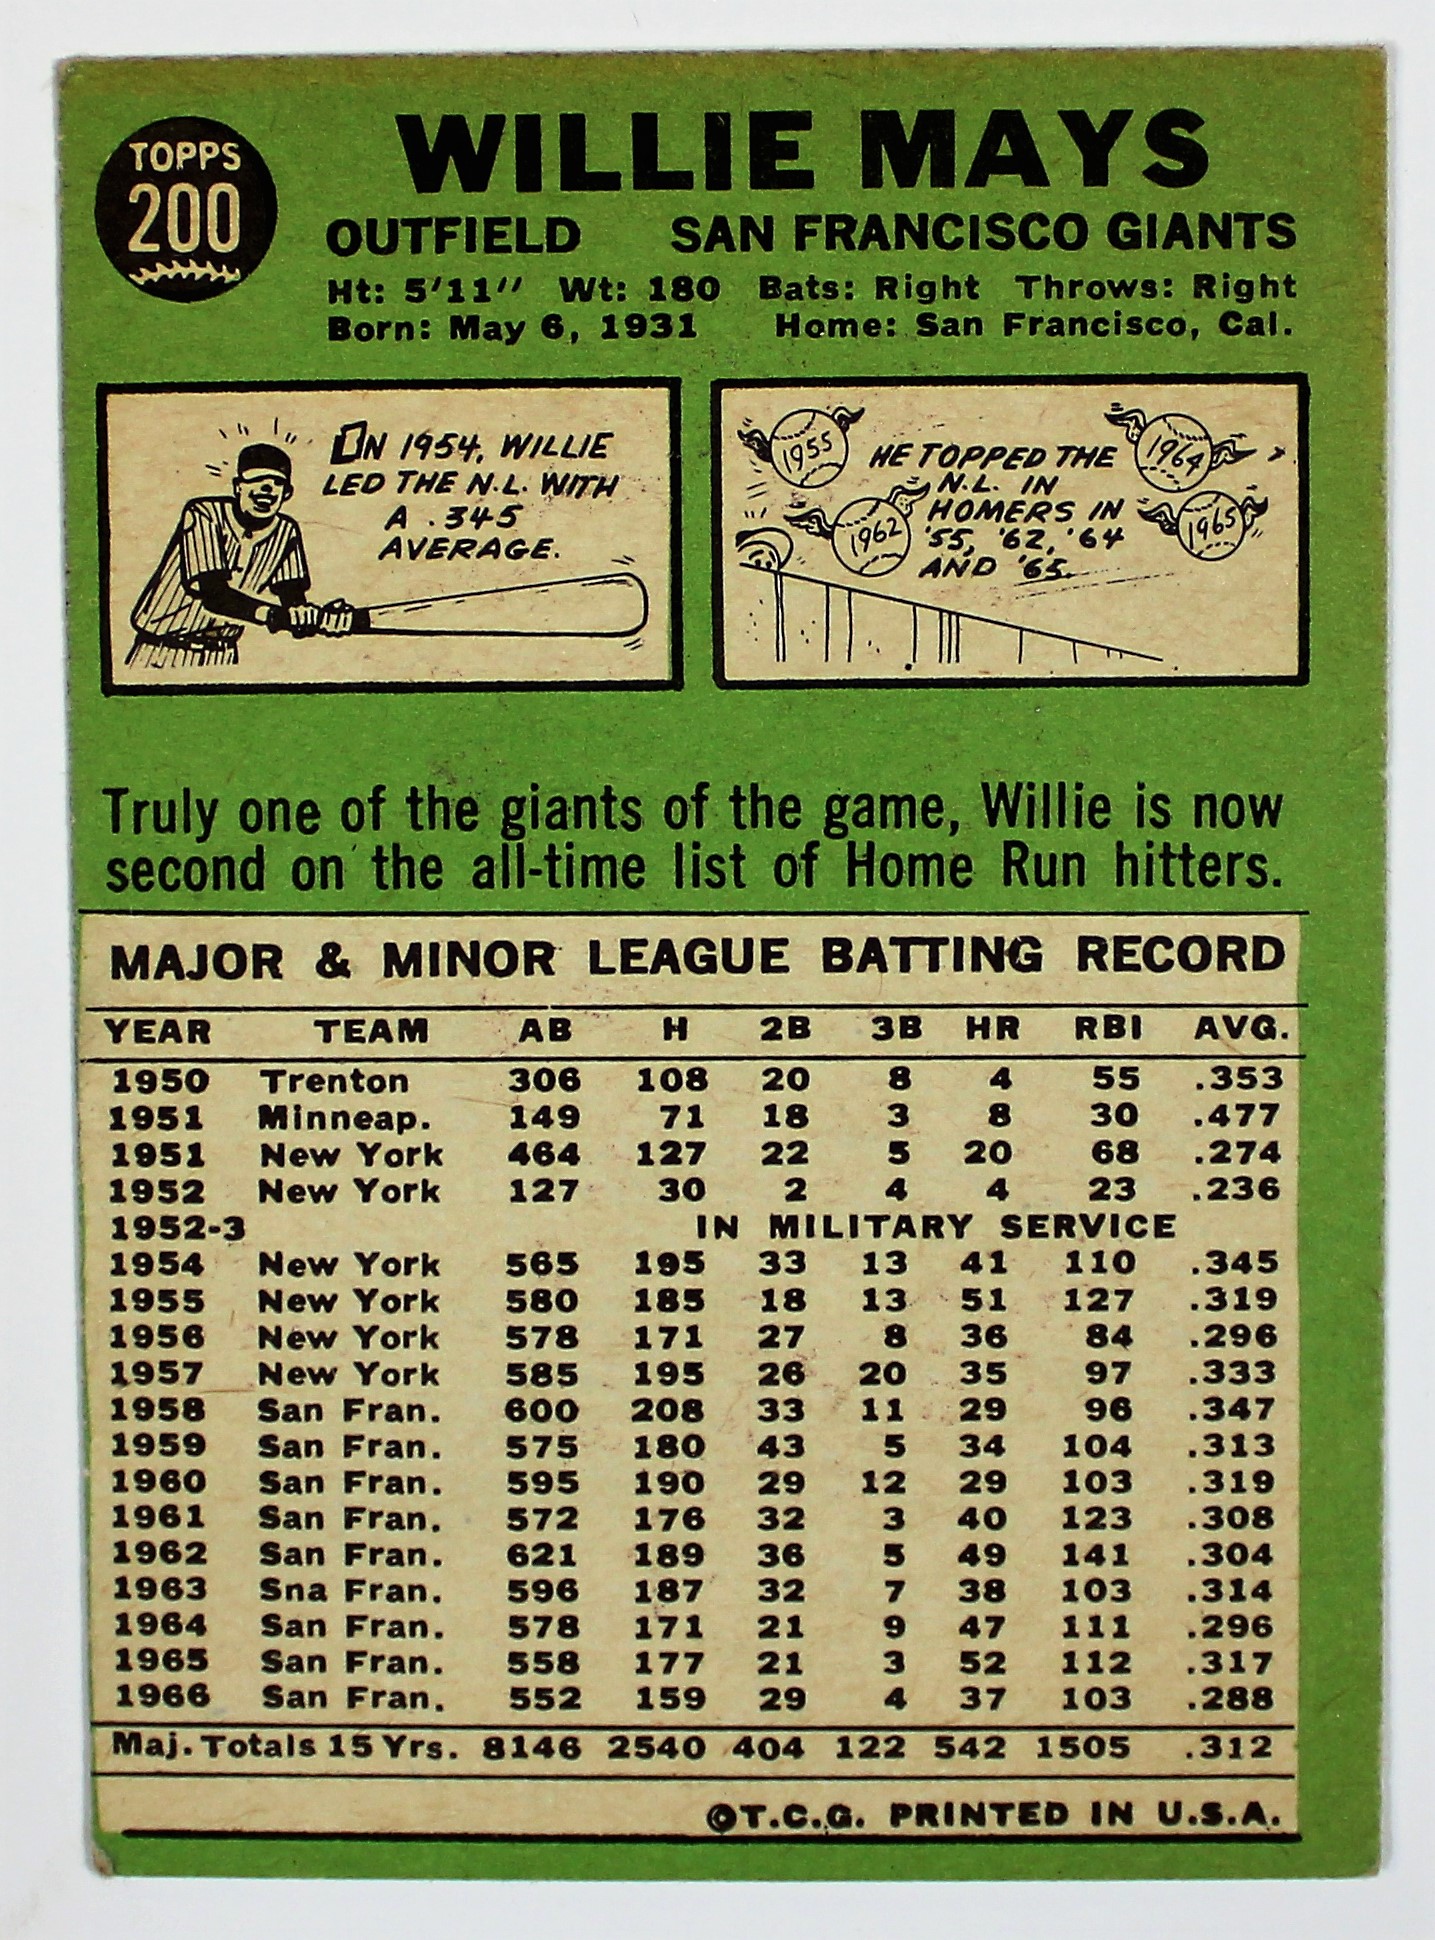 TOPPS
200
WILLIE MAYS
OUTFIELD SAN FRANCISCO GIANTS
Ht: 5'11" Wt: 180 Bats: Right Throws: Right
Born: May 6, 1931 Home: San Francisco, Cal.
IN 1954, WILLIE
LED THE N.L. WITH
A .345
AVERAGE.
1955
1964
1962
1965
HE TOPPED THE
N.L. IN
HOMERS IN
'55, '62, '64
AND '65.
Truly one of the giants of the game, Willie is now
second on the all-time list of Home Run hitters.
MAJOR & MINOR LEAGUE BATTING RECORD
YEAR TEAM AB H 2B 3B HR RBI AVG.
1950 Trenton 306 108 20 8 4 55 .353
1951 Minneap. 149 71 18 3 8 30 .477
1951 New York 464 127 22 5 20 68 .274
1952 New York 127 30 2 4 4 23 .236
1952-3 IN MILITARY SERVICE
1954 New York 565 195 33 13 41 110 .345
1955 New York 580 185 18 13 51 127 .319
1956 New York 578 171 27 8 36 84 .296
1957 New York 585 195 26 20 35 97 .333
1958 San Fran. 600 208 33 11 29 96 .347
1959 San Fran. 575 180 43 5 34 104 .313
1960 San Fran. 595 190 29 12 29 103 .319
1961 San Fran. 572 176 32 3 40 123 .308
1962 San Fran. 621 189 36 5 49 141 .304
1963 Sna Fran. 596 187 32 7 38 103 .314
1964 San Fran. 578 171 21 9 47 111 .296
1965 San Fran. 558 177 21 3 52 112 .317
1966 San Fran. 552 159 29 4 37 103 .288
Maj. Totals 15 Yrs. 8146 2540 404 122 542 1505 .312
©T.C.G. PRINTED IN U.S.A.